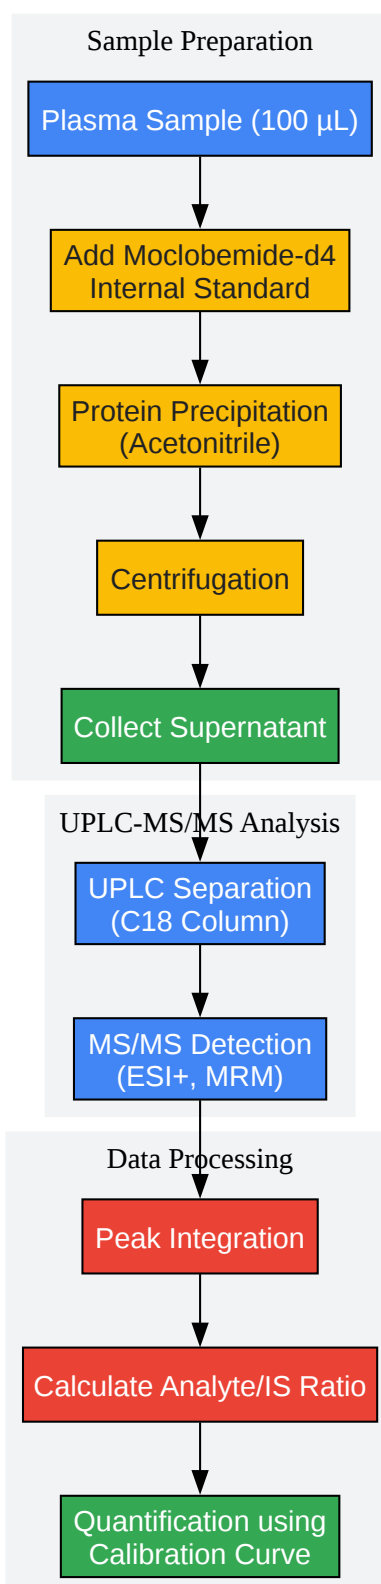 Sample Preparation
Plasma Sample (100 µL)
Add Moclobemide-d4
Internal Standard
Protein Precipitation
(Acetonitrile)
Centrifugation
Collect Supernatant
UPLC-MS/MS Analysis
UPLC Separation
(C18 Column)
MS/MS Detection
(ESI+, MRM)
Data Processing
Peak Integration
Calculate Analyte/IS Ratio
Quantification using
Calibration Curve